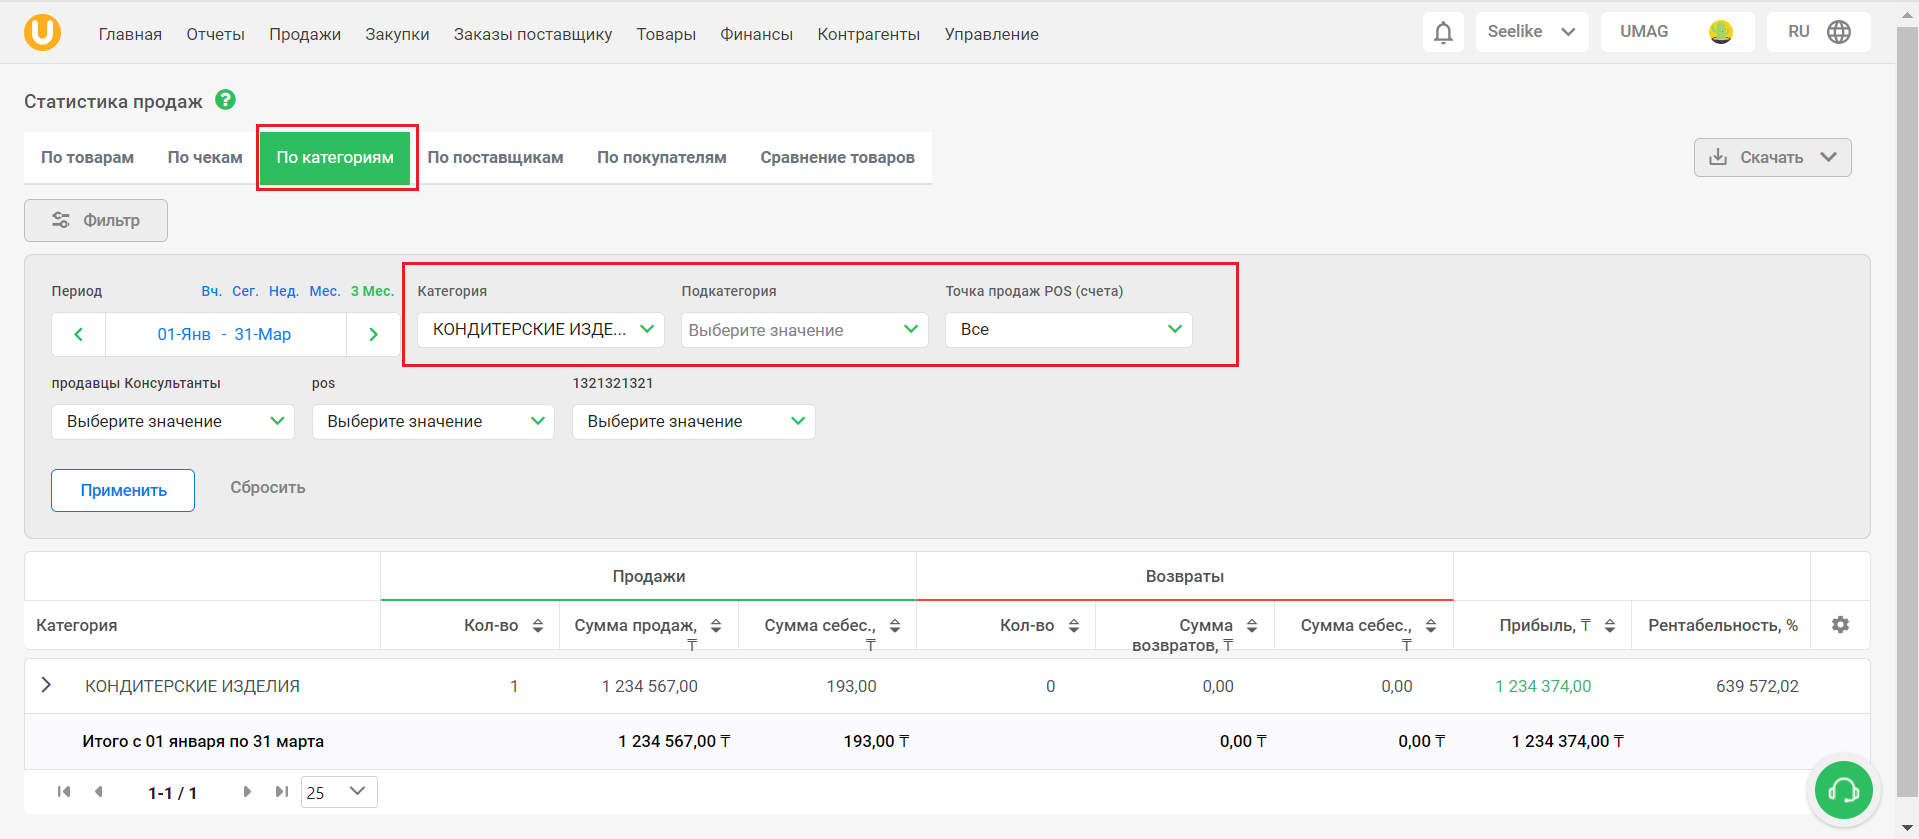 Главная Отчеты Продажи Закупки Заказы поставщику Товары Финансы Контрагенты Управление Seelike UMAG RU
Статистика продаж ?
По товарам По чекам По категориям По поставщикам По покупателям Сравнение товаров Скачать
Фильтр
Период Вч. Сег. Нед. Мес. 3 Мес. Категория Подкатегория Точка продаж POS (счета)
01-Янв - 31-Мар КОНДИТЕРСКИЕ ИЗДЕ... Выберите значение Все
продавцы Консультанты pos 1321321321
Выберите значение Выберите значение Выберите значение
Применить Сбросить
Продажи Возвраты
Категория Кол-во Сумма продаж, ₸ Сумма себес., ₸ Кол-во Сумма возвратов, ₸ Сумма себес., ₸ Прибыль, ₸ Рентабельность, %
КОНДИТЕРСКИЕ ИЗДЕЛИЯ 1 1 234 567,00 193,00 0 0,00 0,00 1 234 374,00 639 572,02
Итого с 01 января по 31 марта 1 234 567,00 ₸ 193,00 ₸ 0,00 ₸ 0,00 ₸ 1 234 374,00 ₸
1-1 / 1 25